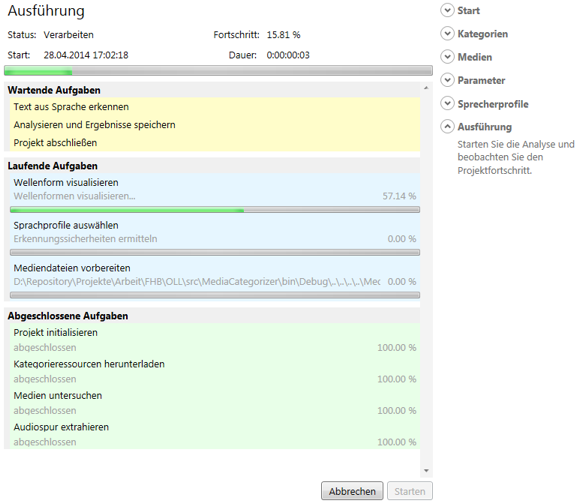 Ausführung
Status: Verarbeiten Fortschritt: 15.81 %
Start: 28.04.2014 17:02:18 Dauer: 0:00:00:03
Wartende Aufgaben
Text aus Sprache erkennen
Analysieren und Ergebnisse speichern
Projekt abschließen
Laufende Aufgaben
Wellenform visualisieren
Wellenformen visualisieren... 57.14 %
Sprachprofile auswählen
Erkennungssicherheiten ermitteln 0.00 %
Mediendateien vorbereiten
D:\Repository\Projekte\Arbeit\FHB\OLL\src\MediaCategorizer\bin\Debug\..\..\..\..\Mec 0.00 %
Abgeschlossene Aufgaben
Projekt initialisieren
abgeschlossen 100.00 %
Kategorieressourcen herunterladen
abgeschlossen 100.00 %
Medien untersuchen
abgeschlossen 100.00 %
Audiospur extrahieren
abgeschlossen 100.00 %
Abbrechen Starten
Start
Kategorien
Medien
Parameter
Sprecherprofile
Ausführung
Starten Sie die Analyse und
beobachten Sie den
Projektfortschritt.